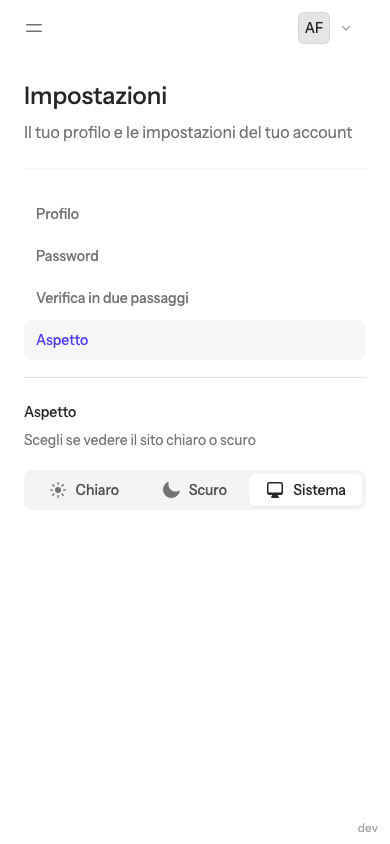 AF
Impostazioni
Il tuo profilo e le impostazioni del tuo account
Profilo
Password
Verifica in due passaggi
Aspetto
Aspetto
Scegli se vedere il sito chiaro o scuro
Chiaro Scuro Sistema
dev